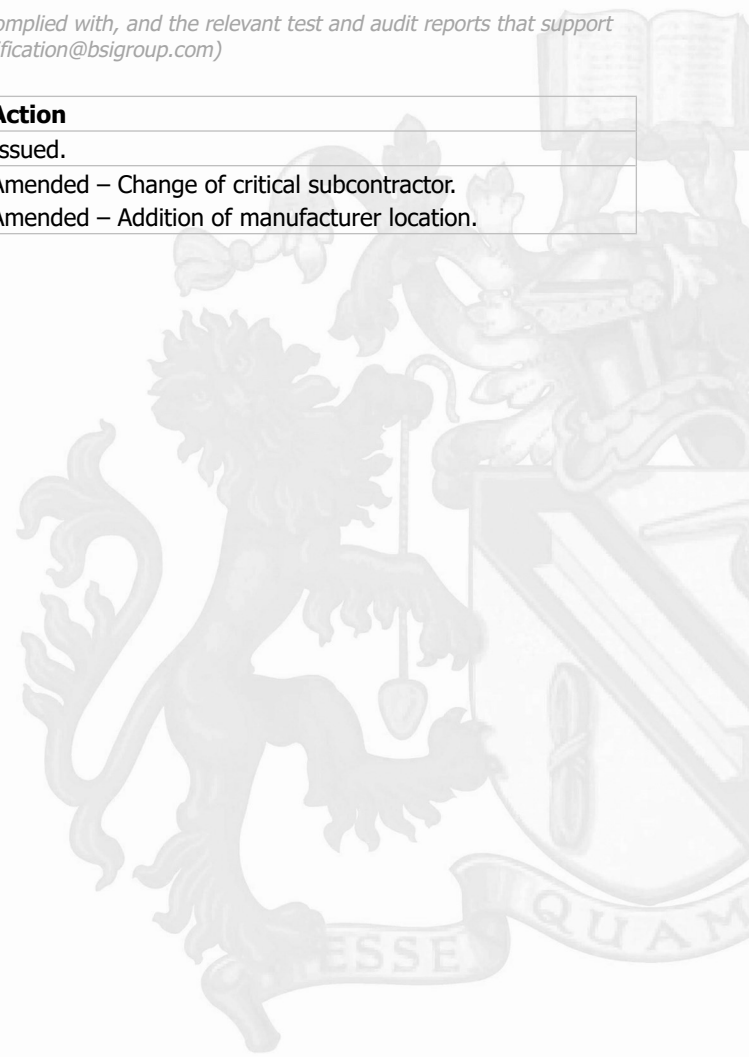 omplied with, and the relevant test and audit reports that support
ification@bsigroup.com)
Action
ssued.
Amended – Change of critical subcontractor.
Amended – Addition of manufacturer location.
ESSE QUAM